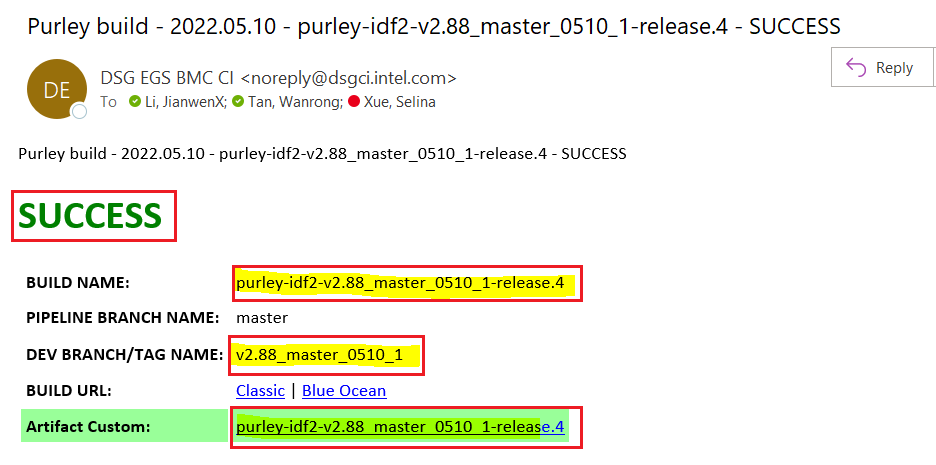 Purley build - 2022.05.10 - purley-idf2-v2.88_master_0510_1-release.4 - SUCCESS
DE
DSG EGS BMC CI <noreply@dsgci.intel.com>
Reply
To Li, JianwenX; Tan, Wanrong; Xue, Selina
Purley build - 2022.05.10 - purley-idf2-v2.88_master_0510_1-release.4 - SUCCESS
SUCCESS
BUILD NAME: purley-idf2-v2.88_master_0510_1-release.4
PIPELINE BRANCH NAME: master
DEV BRANCH/TAG NAME: v2.88_master_0510_1
BUILD URL: Classic | Blue Ocean
Artifact Custom: purley-idf2-v2.88_master_0510_1-release.4